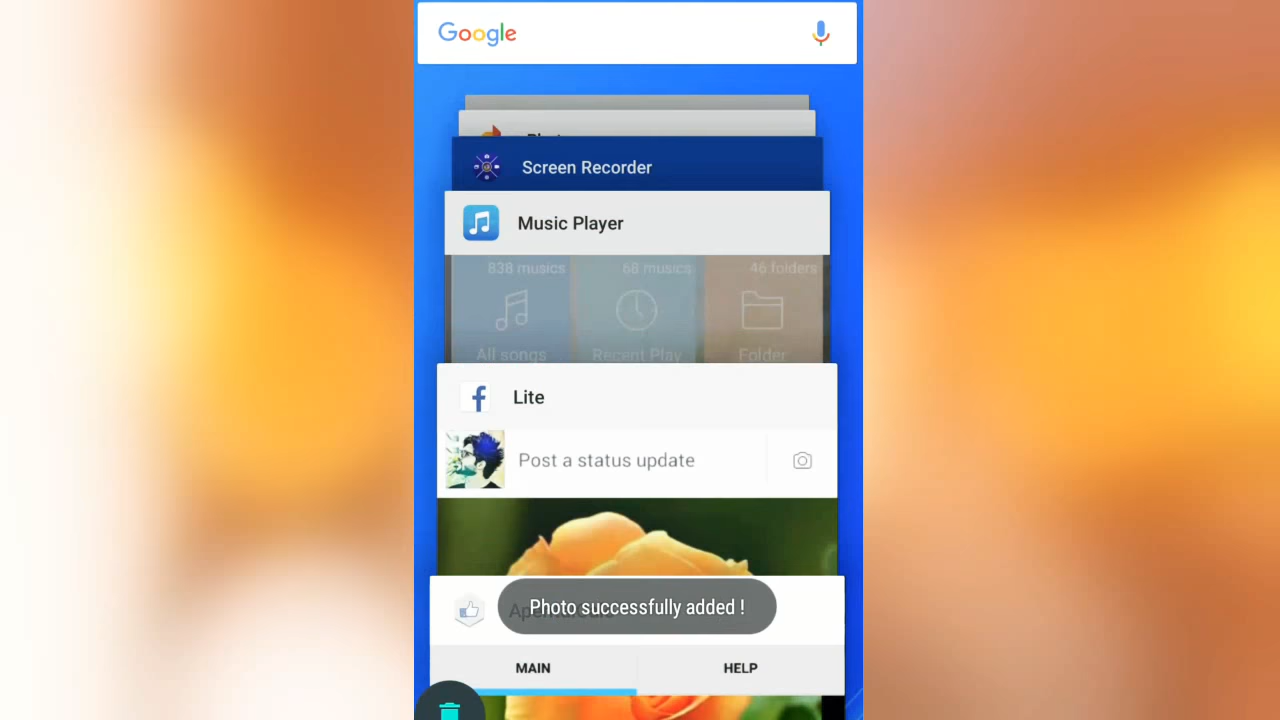 Google
Screen Recorder
Music Player
838 musics
68 musics
46 folders
All songs
Recent Play
Folder
Lite
Post a status update
Photo successfully added !
MAIN
HELP